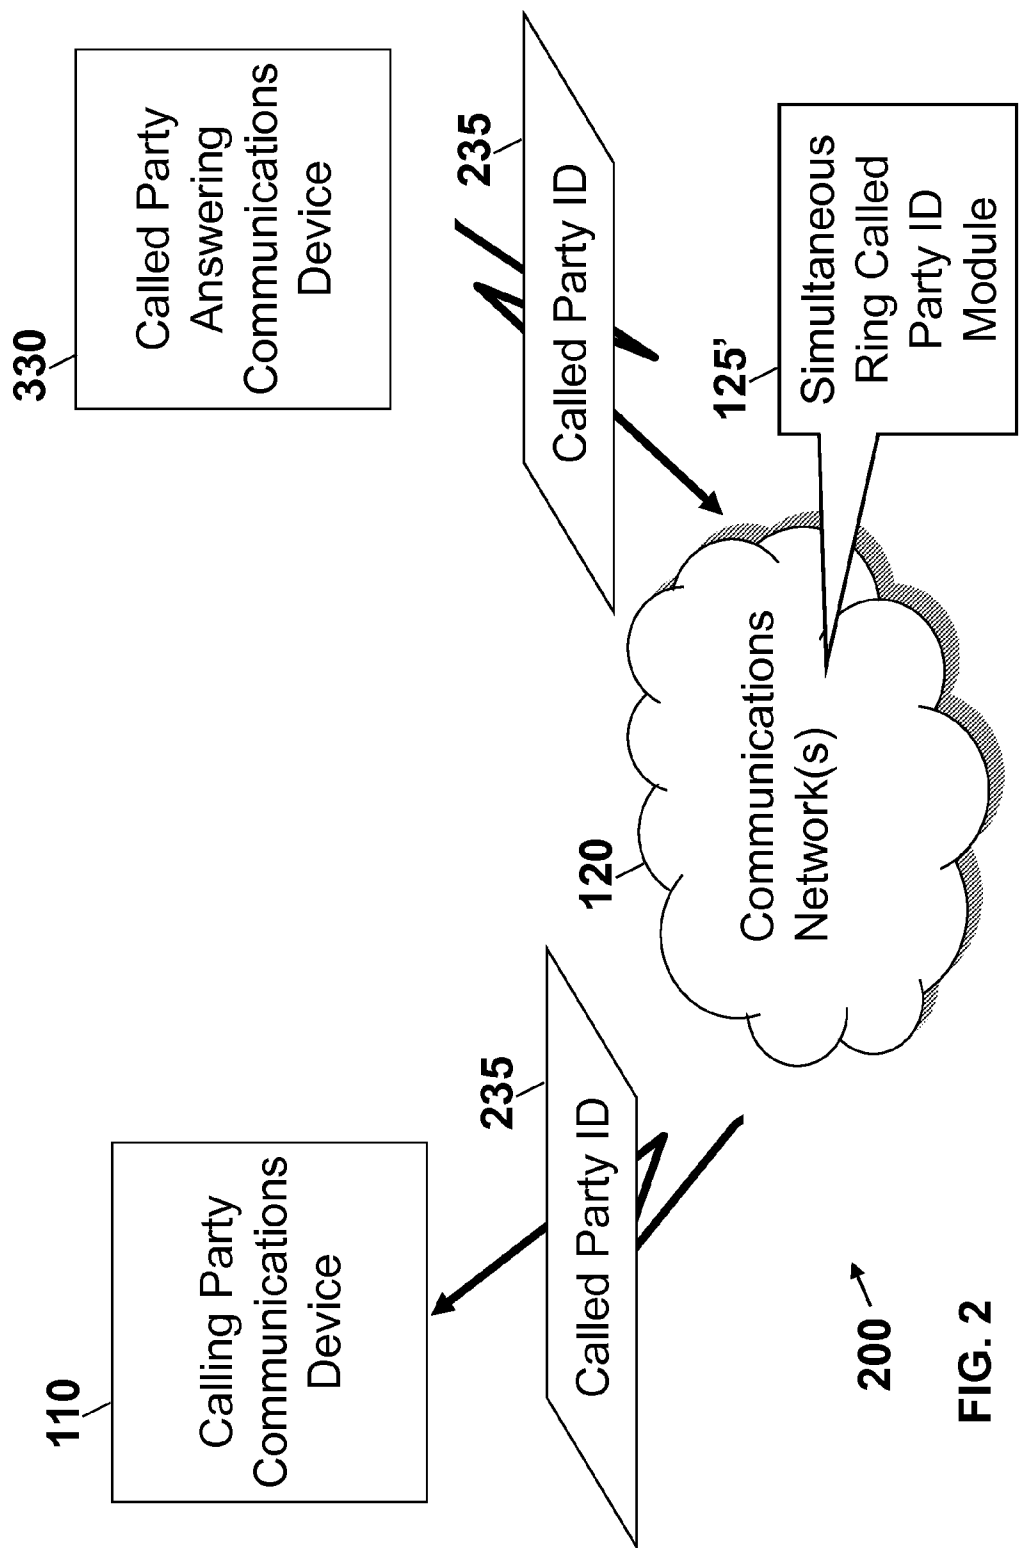 110
Calling Party
Communications
Device
330
Called Party
Answering
Communications
Device
235
Called Party ID
235
Called Party ID
120
Communications
Network(s)
125’
Simultaneous
Ring Called
Party ID
Module
200
FIG. 2